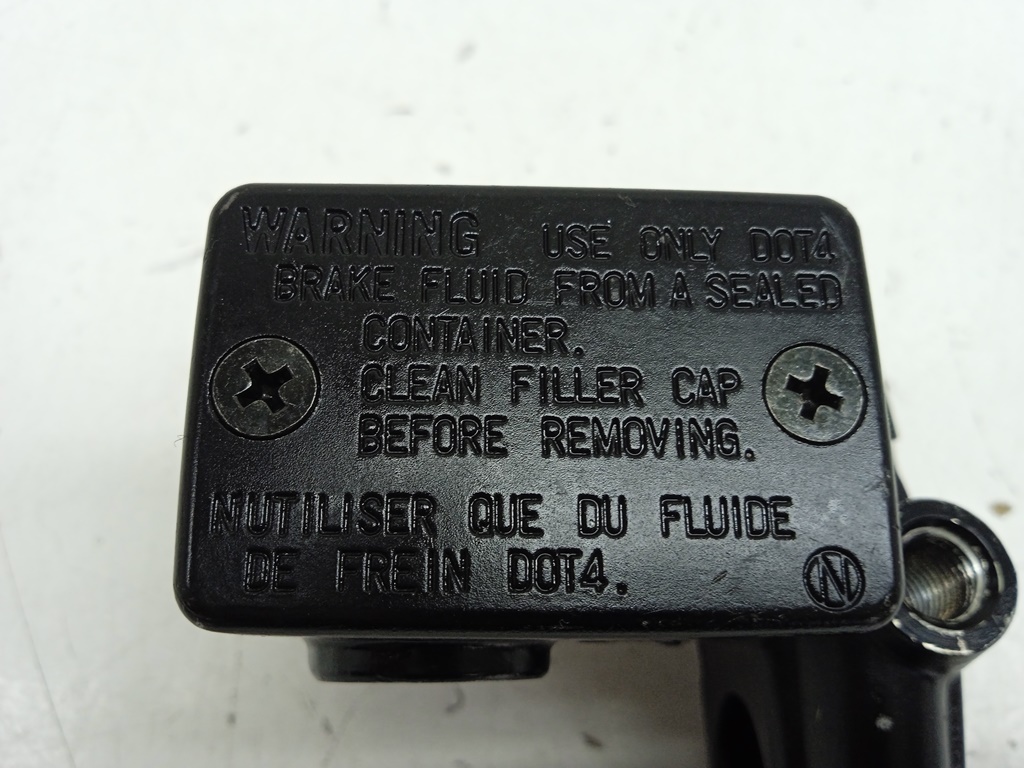 WARNING USE ONLY DOT4
BRAKE FLUID FROM A SEALED
CONTAINER.
CLEAN FILLER CAP
BEFORE REMOVING.
N'UTILISER QUE DU FLUIDE
DE FREIN DOT4.
N